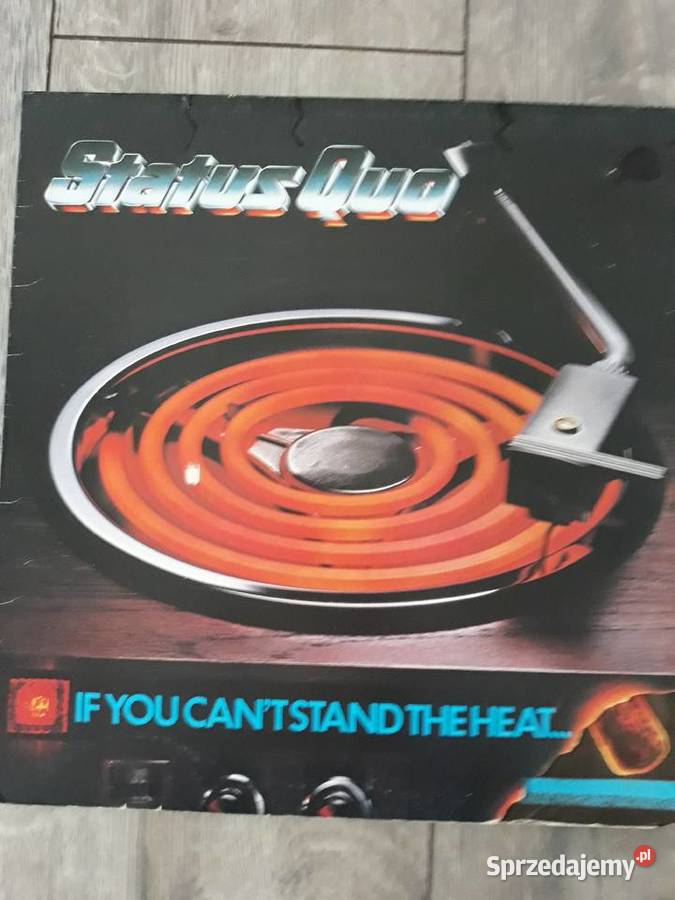 Status Quo
IF YOU CAN'T STAND THE HEAT...
Sprzedajemy.pl